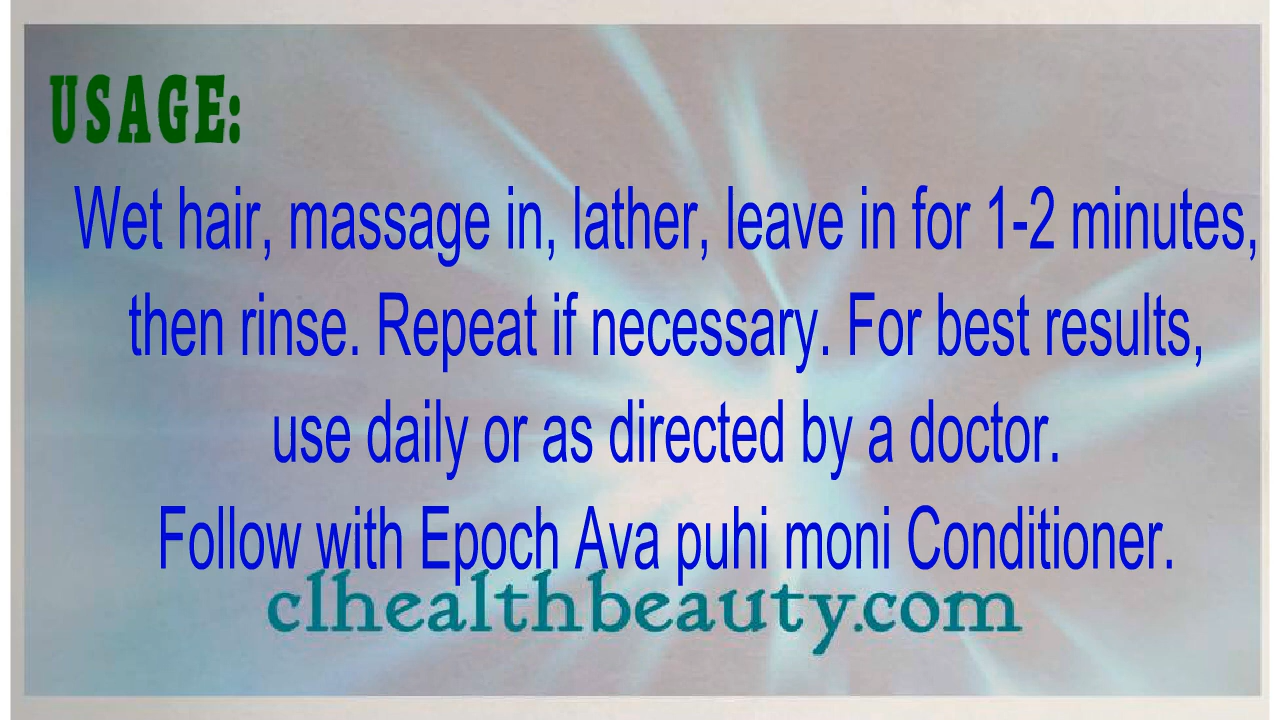 USAGE:
Wet hair, massage in, lather, leave in for 1-2 minutes,
then rinse. Repeat if necessary. For best results,
use daily or as directed by a doctor.
Follow with Epoch Ava puhi moni Conditioner.
clhealthbeauty.com